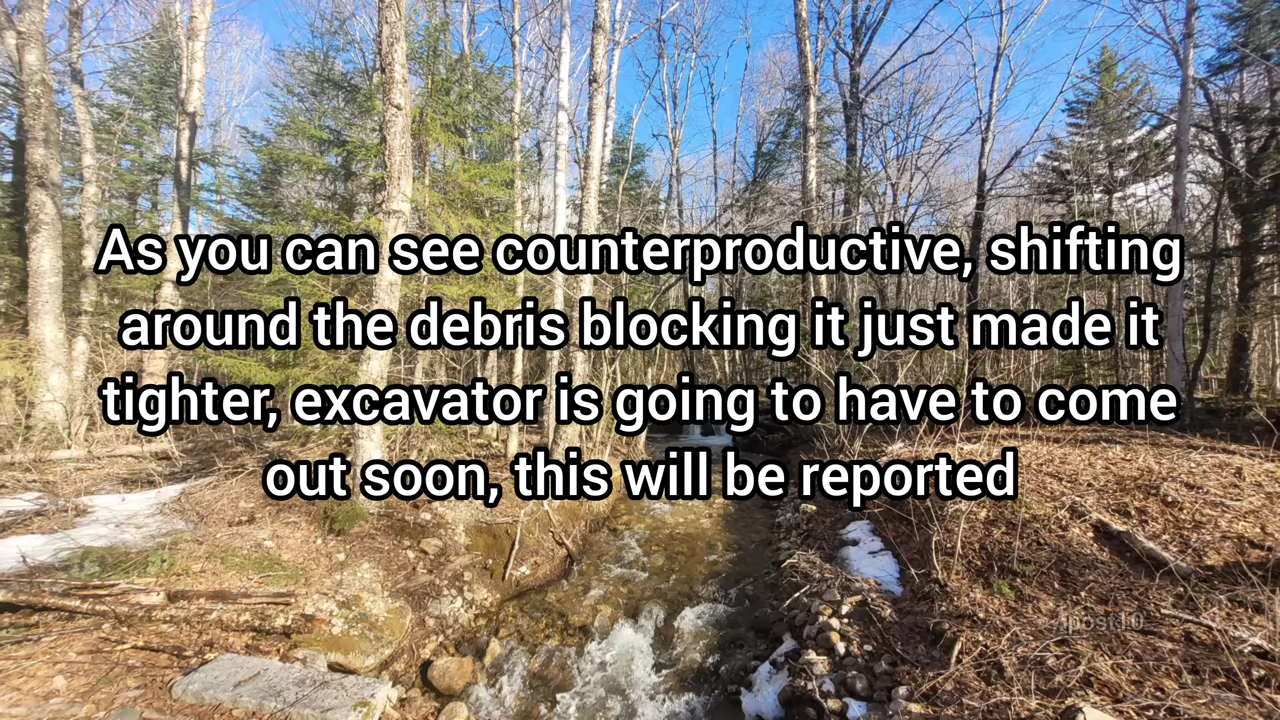 As you can see counterproductive, shifting
around the debris blocking it just made it
tighter, excavator is going to have to come
out soon, this will be reported
post10